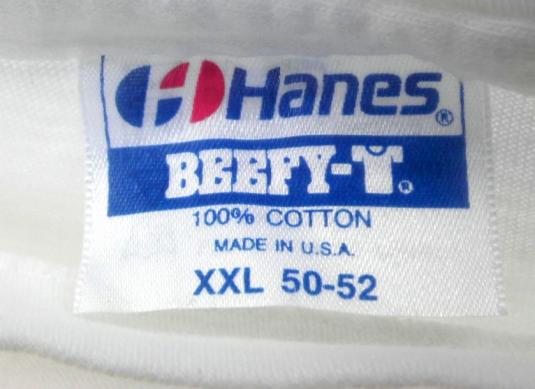 Hanes®
BEEFY-T®
100% COTTON
MADE IN U.S.A.
XXL 50-52